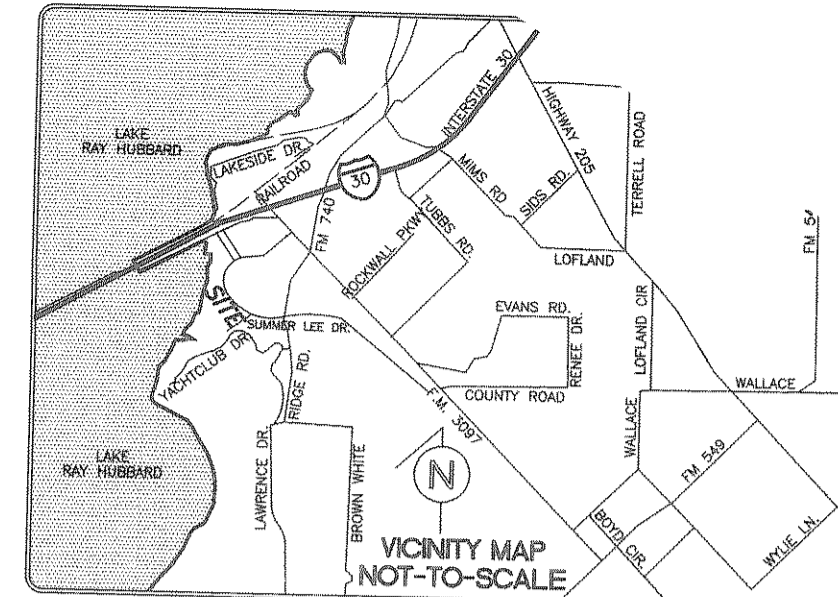 LAKE
RAY HUBBARD
LAKESIDE DR.
RAILROAD
30
INTERSTATE 30
HIGHWAY 205
TERRELL ROAD
MIMS RD
SIDS RD.
FM 740
TUBBS RD.
ROCKWALL PKWY
LOFLAND
FM 5
SITE
SUMMER LEE DR.
YACHTCLUB DR.
EVANS RD.
RENEE DR.
LOFLAND CIR
RIDGE RD.
COUNTY ROAD
WALLACE
F.M. 3097
WALLACE
LAKE
RAY HUBBARD
LAWRENCE DR.
BROWN WHITE
N
FM 549
BOYD CIR.
WYLIE LN.
VICINITY MAP
NOT-TO-SCALE